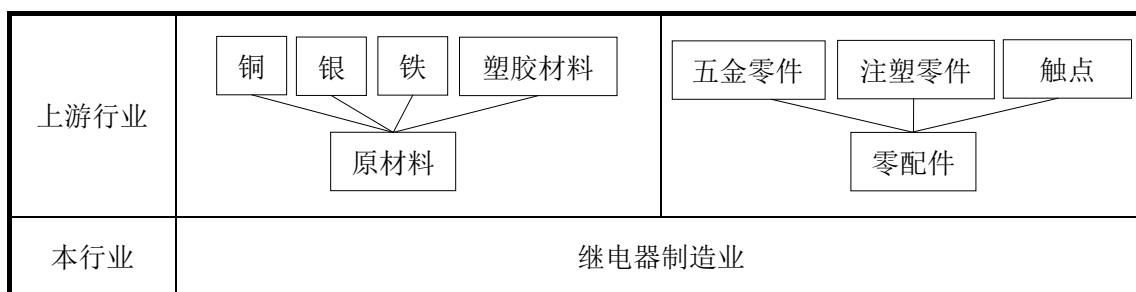 上游行业
铜 银 铁 塑胶材料
原材料
五金零件 注塑零件 触点
零配件
本行业
继电器制造业